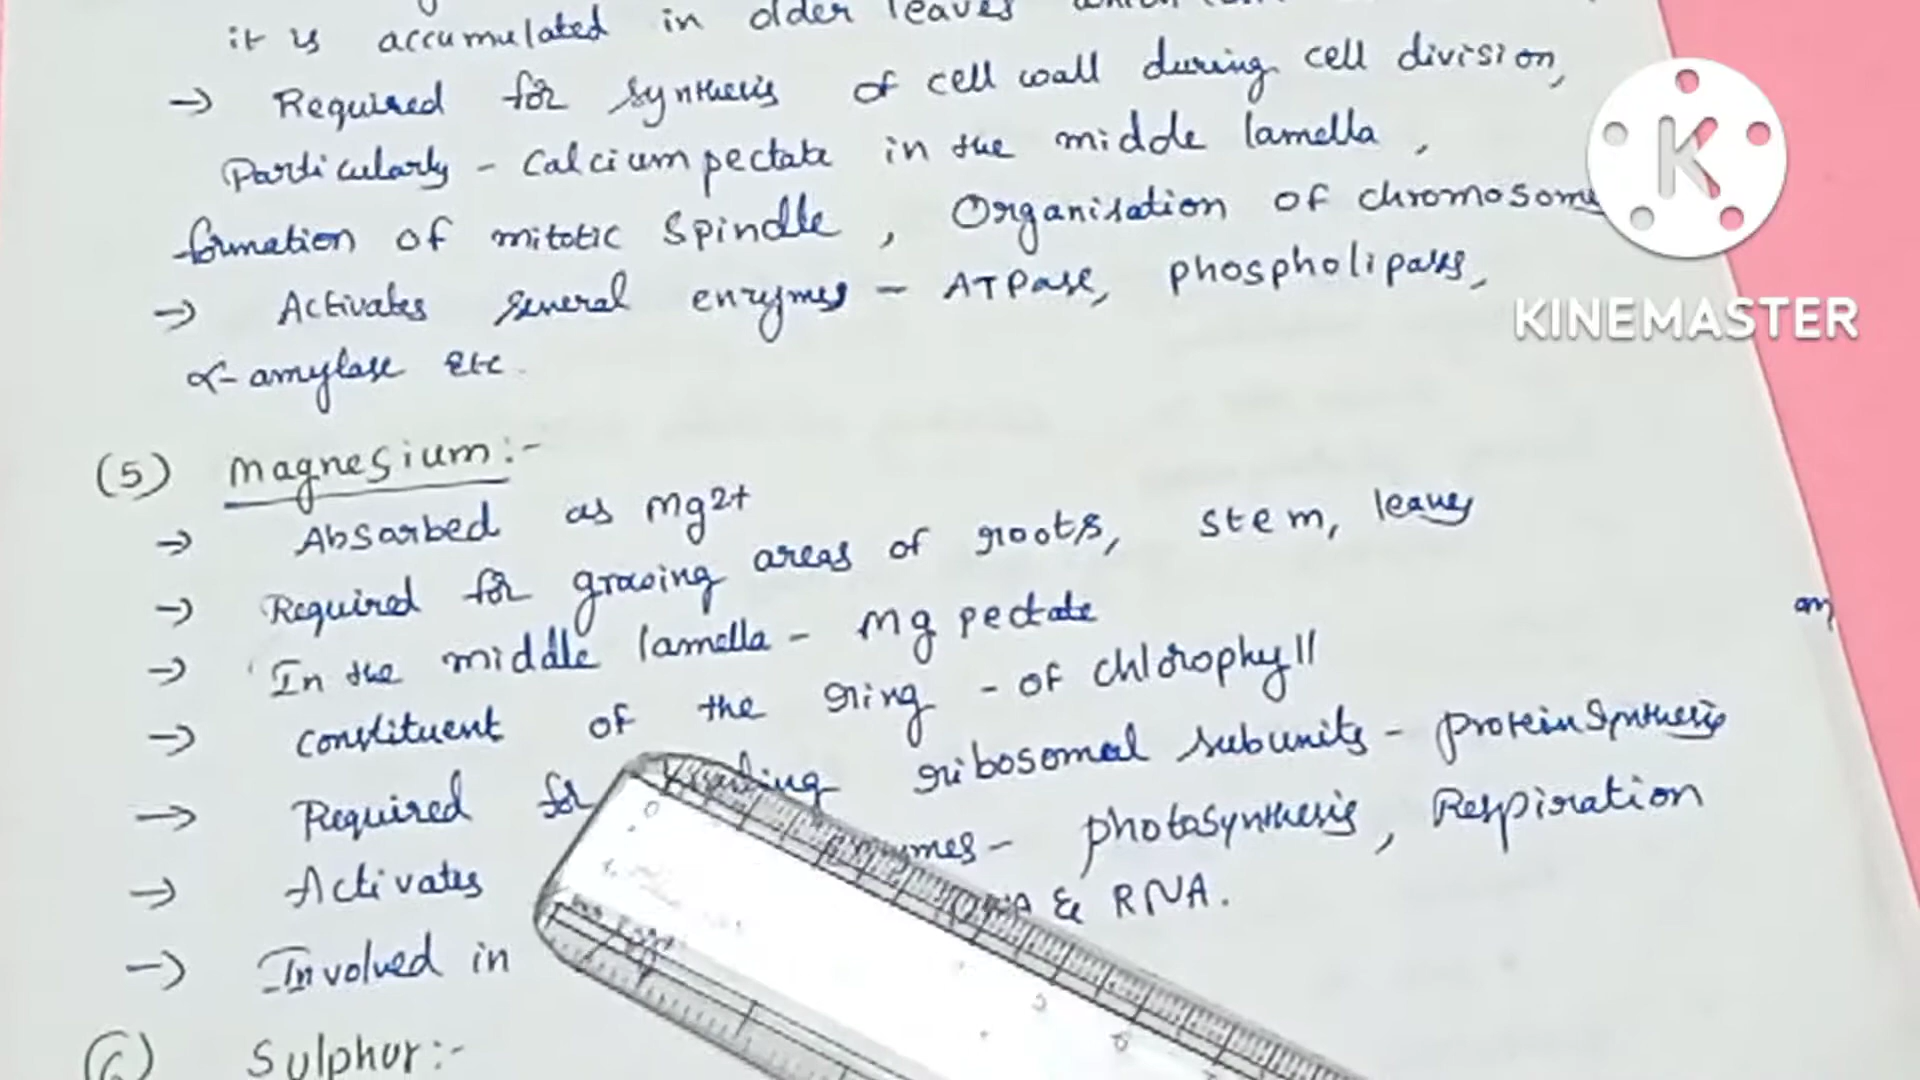 it is accumulated in older leaves
→ Required for synthesis of cell wall during cell division,
Particularly - Calcium pectate in the middle lamella,
formation of mitotic spindle, Organisation of chromosome
→ Activates several enzymes - ATPase, phospholipases,
α-amylase etc.
(5) Magnesium:-
→ Absorbed as Mg2+
→ Required for growing areas of roots, stem, leaves
→ In the middle lamella - Mg pectate
→ constituent of the ring - of chlorophyll
→ Required for ribosomal subunits - protein Synthesis
→ Activates - photosynthesis, Respiration
→ Involved in & RNA.
(6) Sulphur:-
K
KINEMASTER